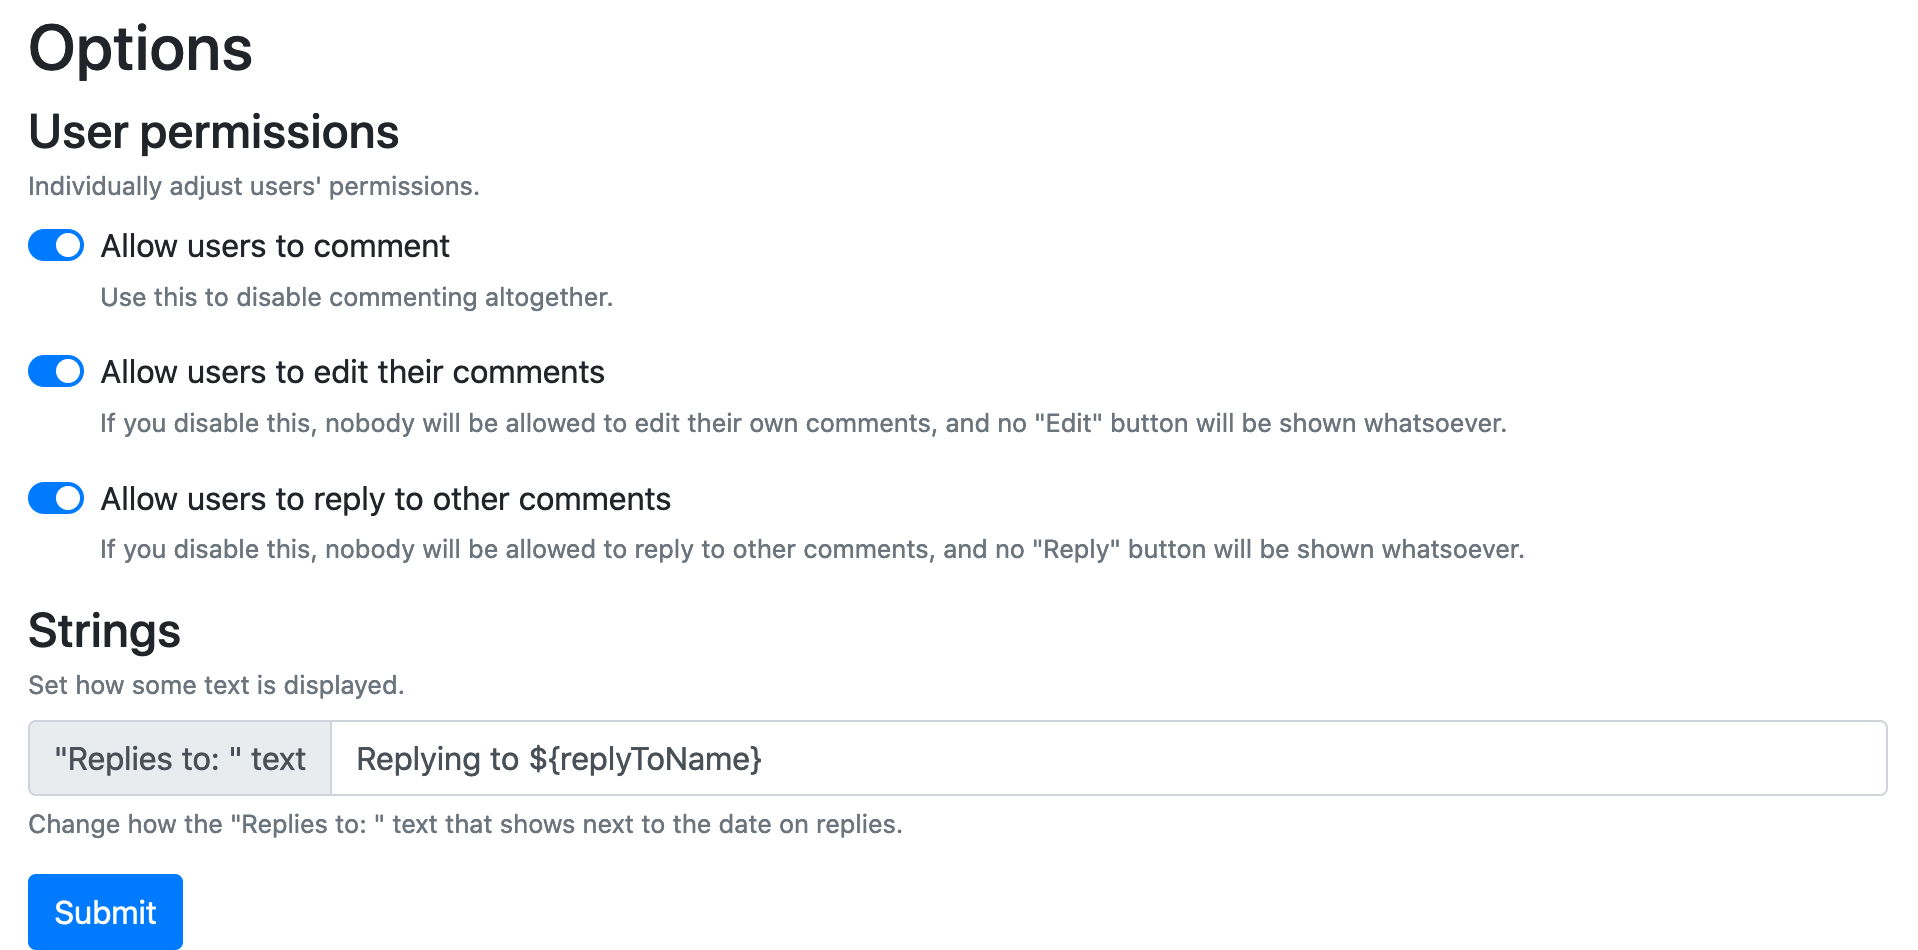 Options
User permissions
Individually adjust users' permissions.
Allow users to comment
Use this to disable commenting altogether.
Allow users to edit their comments
If you disable this, nobody will be allowed to edit their own comments, and no "Edit" button will be shown whatsoever.
Allow users to reply to other comments
If you disable this, nobody will be allowed to reply to other comments, and no "Reply" button will be shown whatsoever.
Strings
Set how some text is displayed.
"Replies to: " text Replying to ${replyToName}
Change how the "Replies to: " text that shows next to the date on replies.
Submit